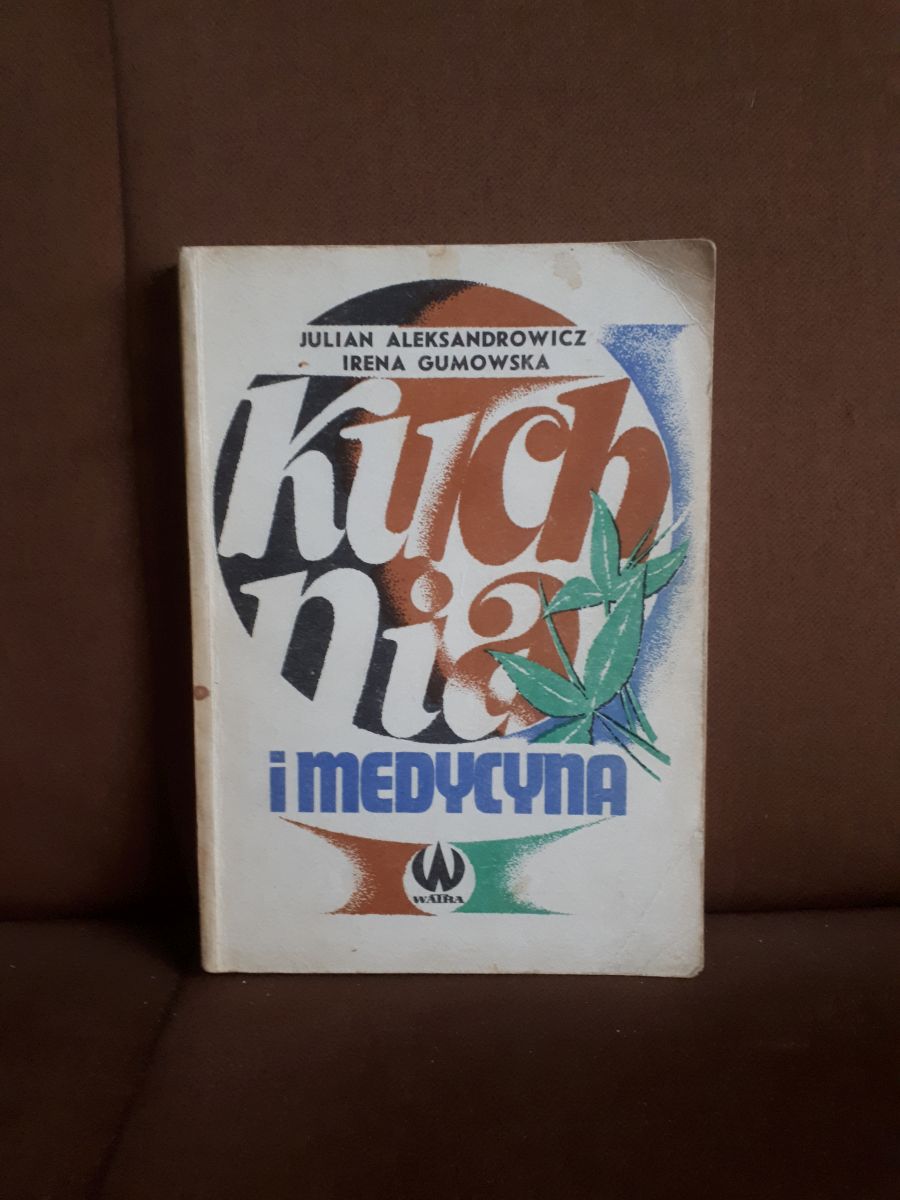 JULIAN ALEKSANDROWICZ
IRENA GUMOWSKA
kuch
nia
i MEDYCYNA
W
WATRA